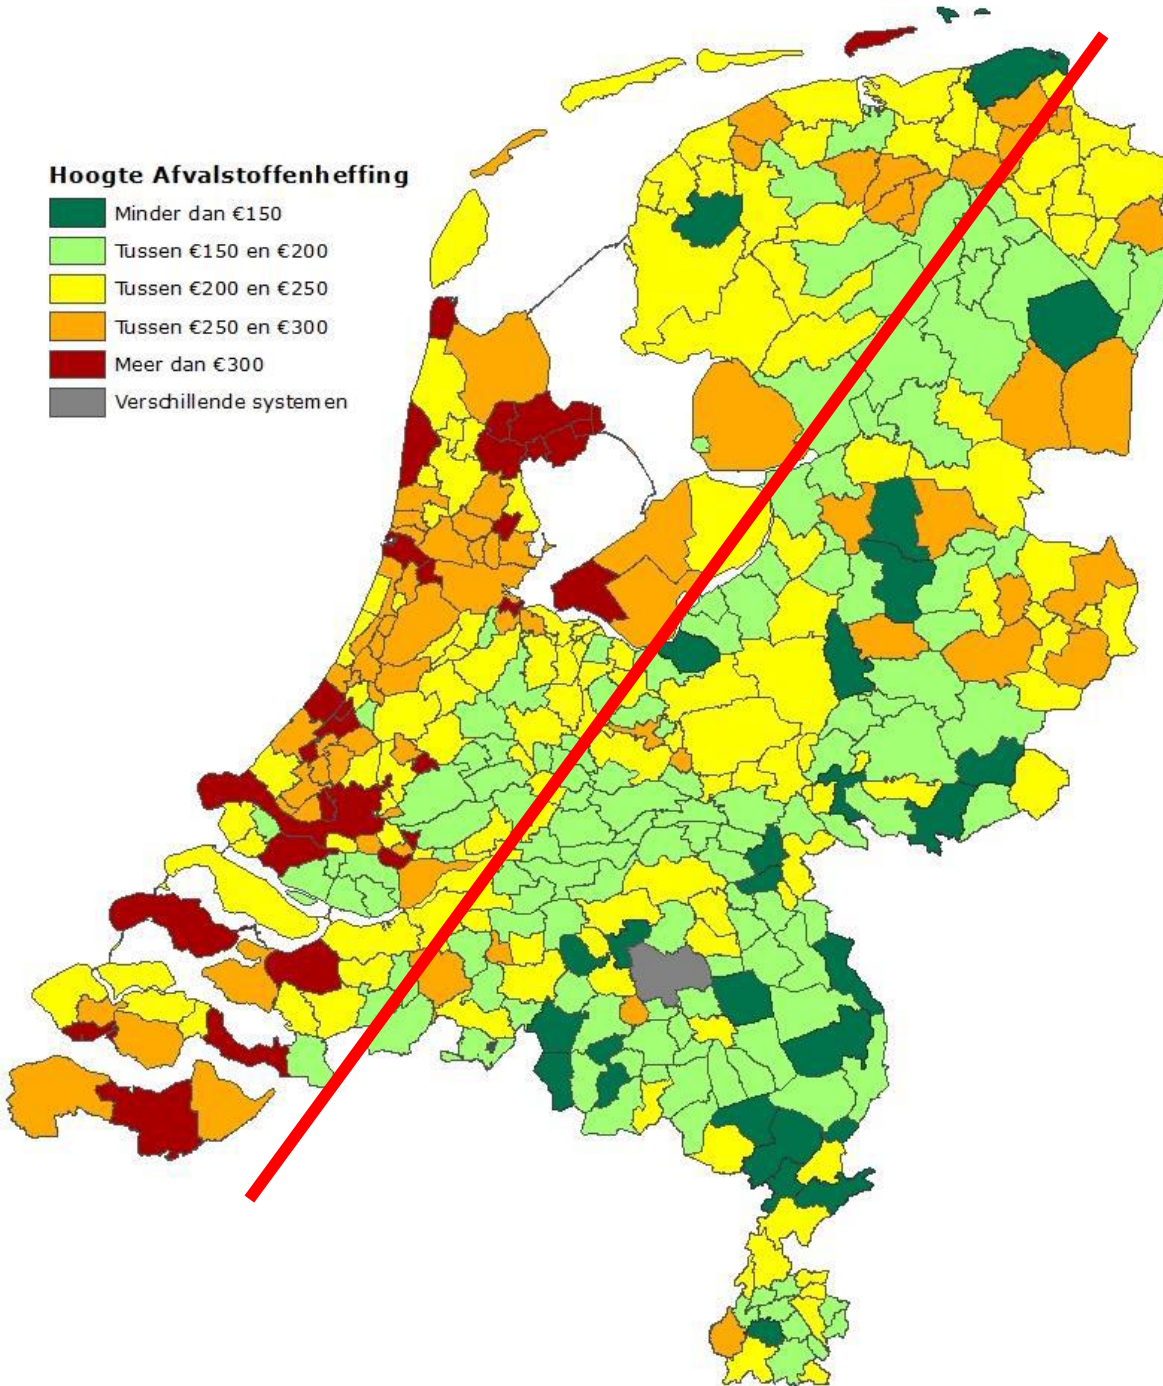 Hoogte Afvalstoffenheffing
Minder dan €150
Tussen €150 en €200
Tussen €200 en €250
Tussen €250 en €300
Meer dan €300
Verschillende systemen